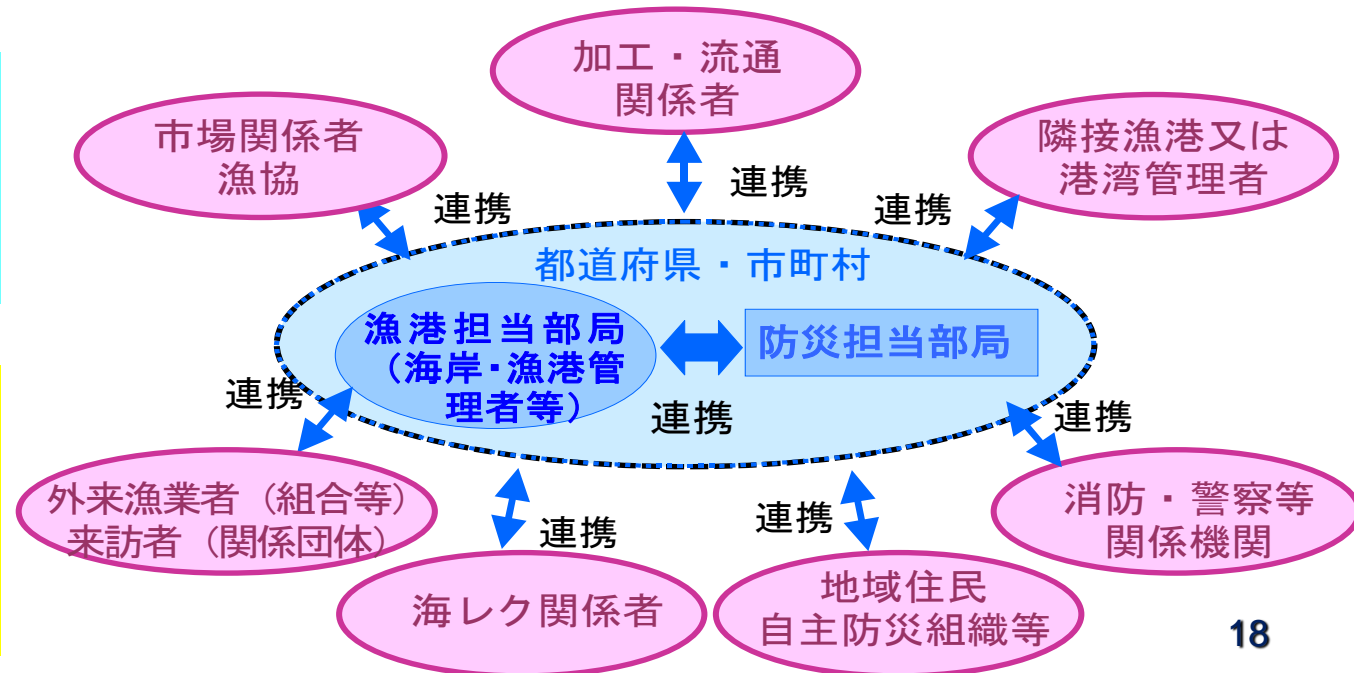 加工・流通
関係者
市場関係者
漁協
隣接漁港又は
港湾管理者
連携
連携
連携
都道府県・市町村
漁港担当部局
（海岸・漁港管
理者等）
防災担当部局
連携
連携
連携
外来漁業者（組合等）
来訪者（関係団体）
連携
連携
消防・警察等
関係機関
海レク関係者
地域住民
自主防災組織等
18